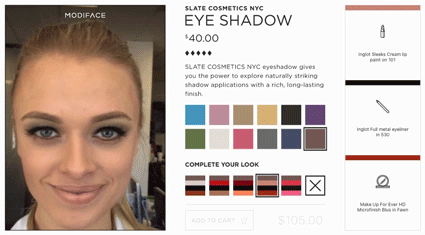 MODIFACE
SLATE COSMETICS NYC
EYE SHADOW
$40.00
SLATE COSMETICS NYC eyeshadow gives
you the power to explore naturally striking
shadow applications with a rich, long-lasting
finish.
COMPLETE YOUR LOOK
ADD TO CART
$105.00
Inglot Sleeks Cream lip
paint on 101
Inglot Full metal eyeliner
in 530
Make Up For Ever HD
Microfinish Blus in Fawn